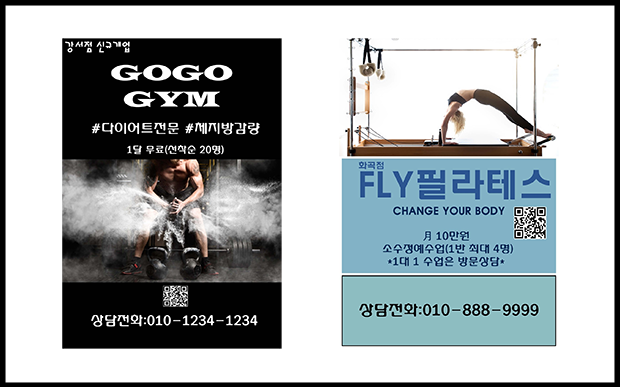 강서점 신규개업
GOGO
GYM
#다이어트전문 #체지방감량
1달 무료(선착순 20명)
상담전화:010-1234-1234
화곡점
FLY필라테스
CHANGE YOUR BODY
月 10만원
소수정예수업(1반 최대 4명)
*1대 1 수업은 방문상담*
상담전화:010-888-9999